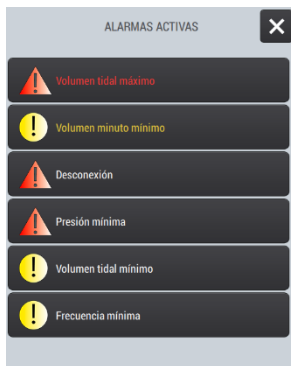 ALARMAS ACTIVAS
Volumen tidal máximo
Volumen minuto mínimo
Desconexión
Presión mínima
Volumen tidal mínimo
Frecuencia mínima